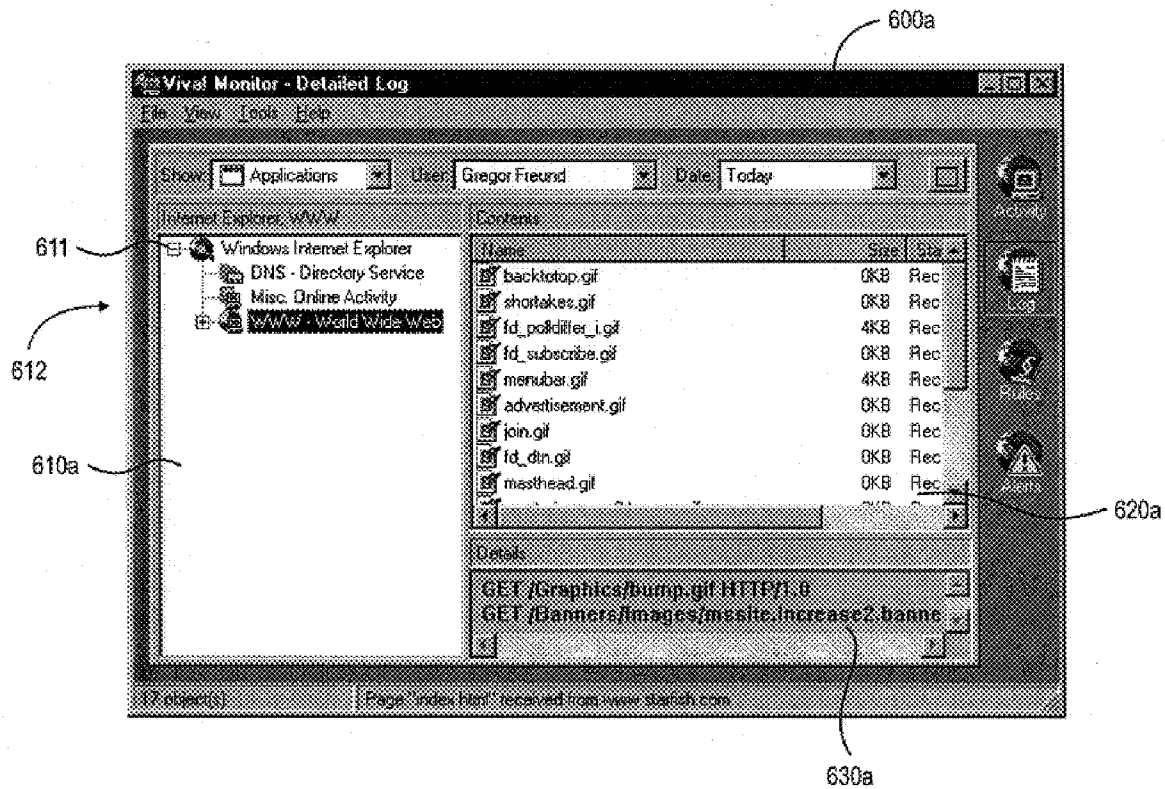 600a
Viva! Monitor - Detailed Log
File View Tools Help
Show: Applications User: Gregor Freund Date: Today
Activity
Log
Rules
Alerts
Internet Explorer, WWW
611
Windows Internet Explorer
DNS - Directory Service
Misc. Online Activity
WWW - World Wide Web
612
610a
Contents
Name Size Sta
backtotop.gif 0KB Rec
shortakes.gif 0KB Rec
fd_polldiffer_i.gif 4KB Rec
fd_subscribe.gif 0KB Rec
menubar.gif 4KB Rec
advertisement.gif 0KB Rec
join.gif 0KB Rec
fd_dtn.gif 0KB Rec
masthead.gif 0KB Rec
620a
Details
GET /Graphics/bump.gif HTTP/1.0
GET /Banners/Images/mssite.increase2.banne
17 object(s) Page "index.html" received from www.starfish.com
630a